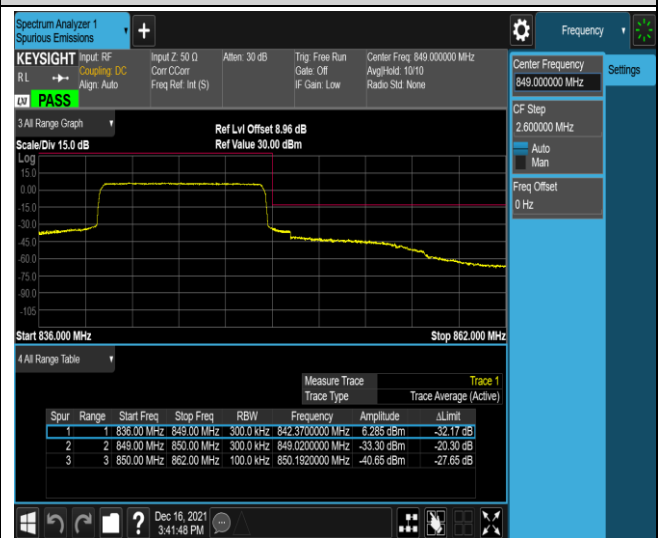 Spectrum Analyzer 1
Spurious Emissions
+
Frequency
KEYSIGHT Input: RF Input Z: 50 Ω Atten: 30 dB Trig: Free Run Center Freq: 849.000000 MHz
RL Coupling: DC Corr CCorr Gate: Off Avg|Hold: 10/10
Align: Auto Freq Ref: Int (S) IF Gain: Low Radio Std: None
PASS
Center Frequency
849.000000 MHz
Settings
CF Step
2.600000 MHz
Auto
Man
Freq Offset
0 Hz
3 All Range Graph
Ref Lvl Offset 8.96 dB
Scale/Div 15.0 dB Ref Value 30.00 dBm
Log
15.0
0.00
-15.0
-30.0
-45.0
-60.0
-75.0
-90.0
-105
Start 836.000 MHz Stop 862.000 MHz
4 All Range Table
Measure Trace Trace 1
Trace Type Trace Average (Active)
Spur Range Start Freq Stop Freq RBW Frequency Amplitude ΔLimit
1 1 836.00 MHz 849.00 MHz 300.0 kHz 842.3700000 MHz 6.285 dBm -32.17 dB
2 2 849.00 MHz 850.00 MHz 300.0 kHz 849.0200000 MHz -33.30 dBm -20.30 dB
3 3 850.00 MHz 862.00 MHz 100.0 kHz 850.1920000 MHz -40.65 dBm -27.65 dB
? Dec 16, 2021
3:41:48 PM